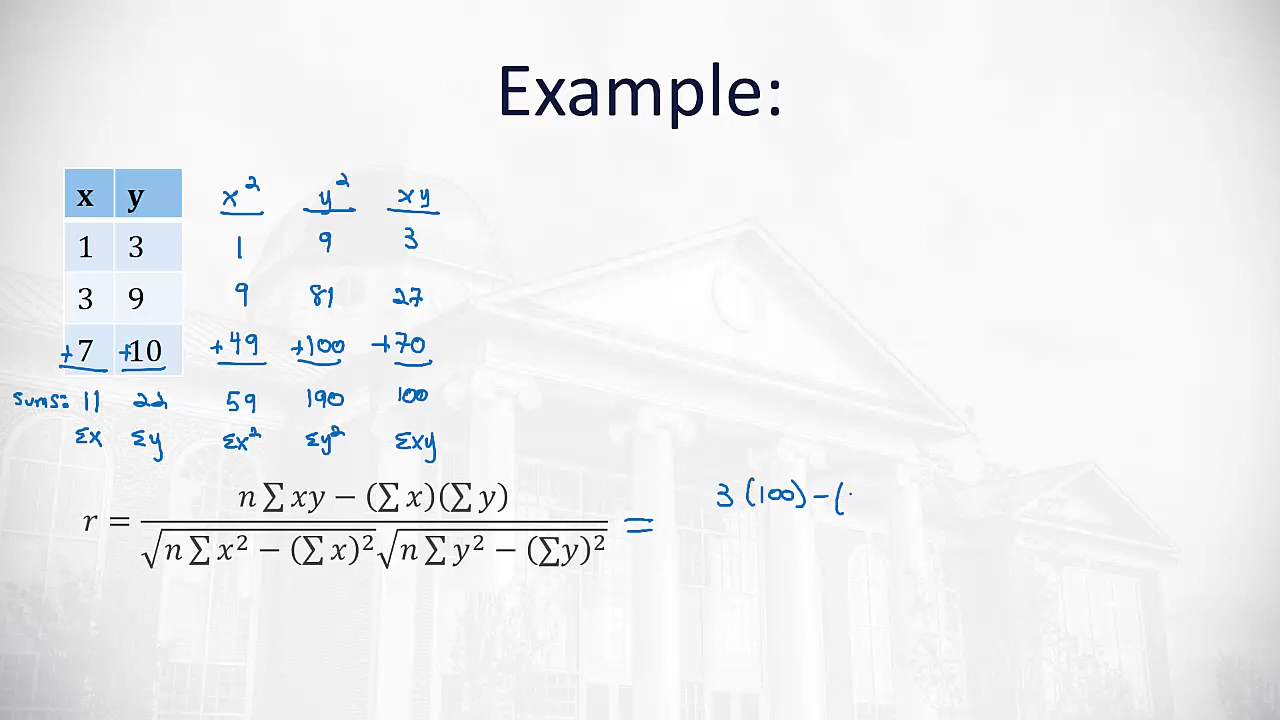 Example:
x y x² y² xy
1 3 1 9 3
3 9 9 81 27
+7 +10 +49 +100 +70
sums: 11 22 59 190 100
Σx Σy Σx² Σy² Σxy
r = n∑xy − (∑x)(∑y) / √(n∑x² − (∑x)²) √(n∑y² − (∑y)²) = 3(100) − (